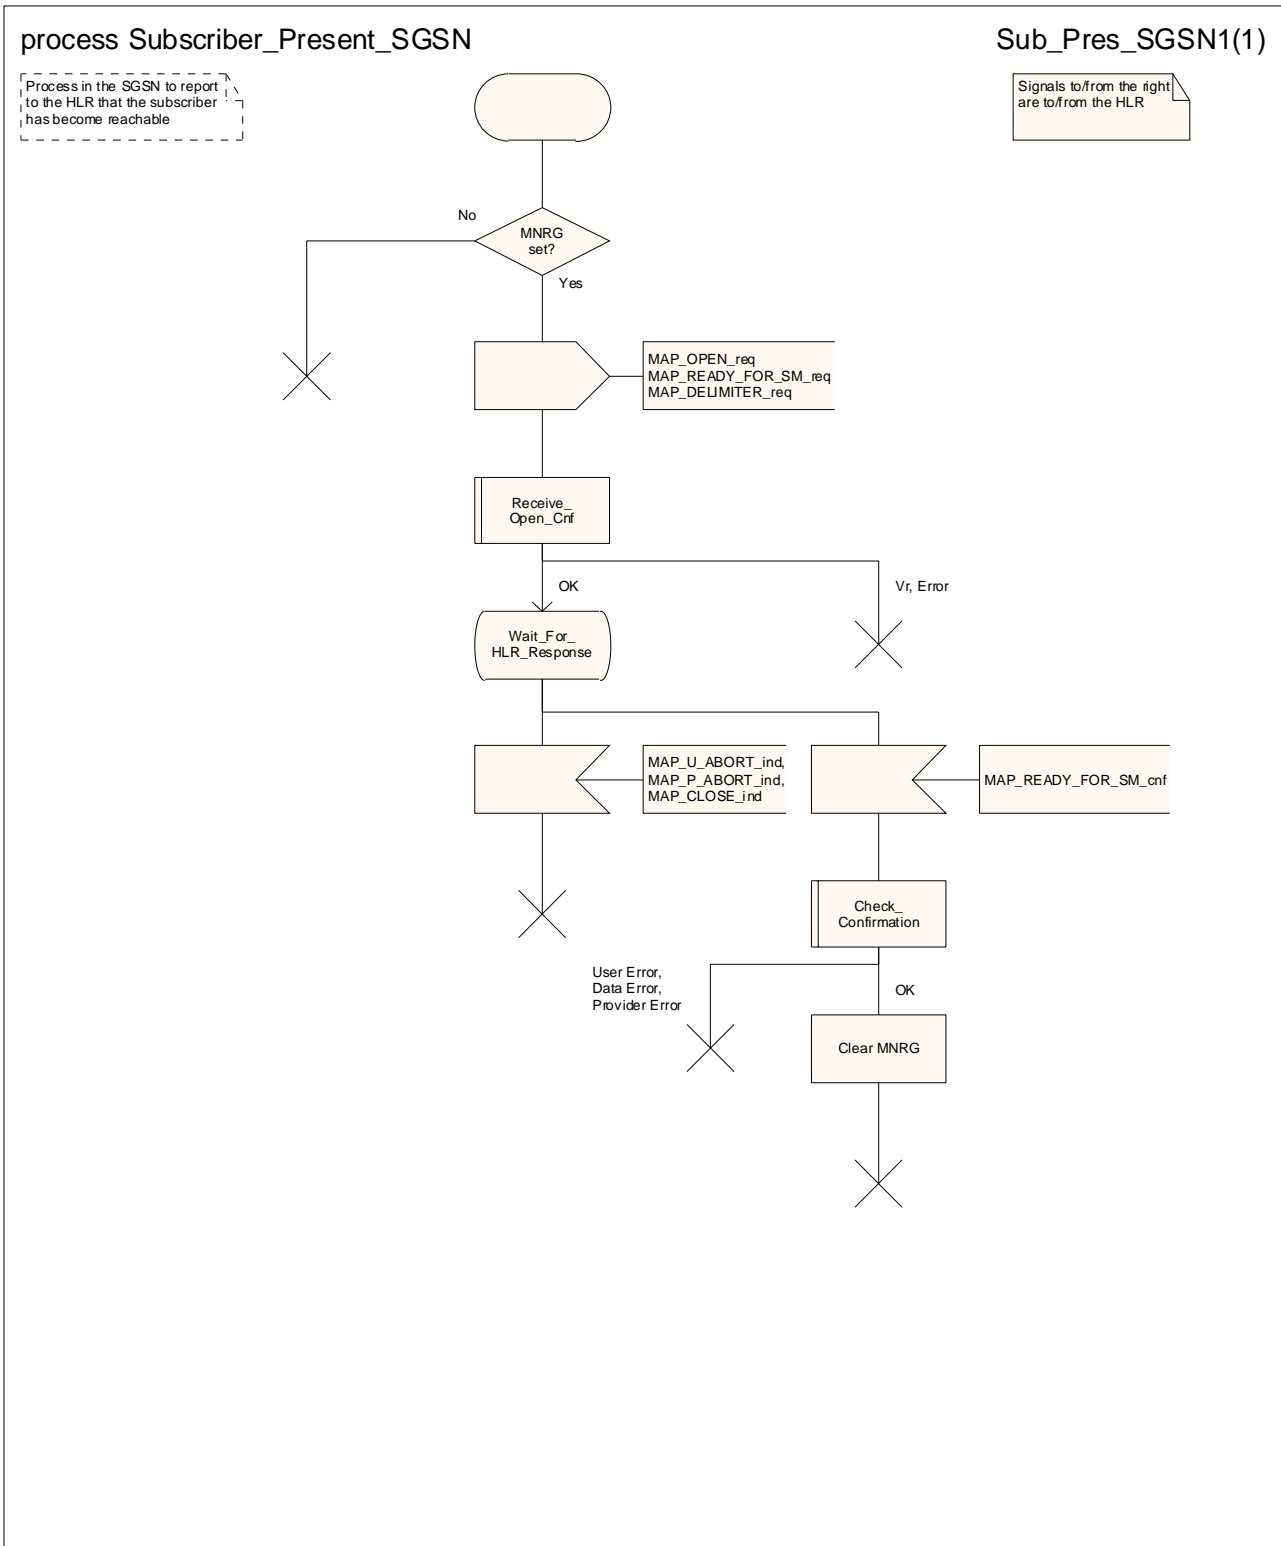 process Subscriber_Present_SGSN
Sub_Pres_SGSN1(1)
Process in the SGSN to report
to the HLR that the subscriber
has become reachable
Signals to/from the right
are to/from the HLR
No
MNRG
set?
Yes
MAP_OPEN_req
MAP_READY_FOR_SM_req
MAP_DELIMITER_req
Receive_
Open_Cnf
OK
Vr, Error
Wait_For_
HLR_Response
MAP_U_ABORT_ind,
MAP_P_ABORT_ind,
MAP_CLOSE_ind
MAP_READY_FOR_SM_cnf
Check_
Confirmation
User Error,
Data Error,
Provider Error
OK
Clear MNRG